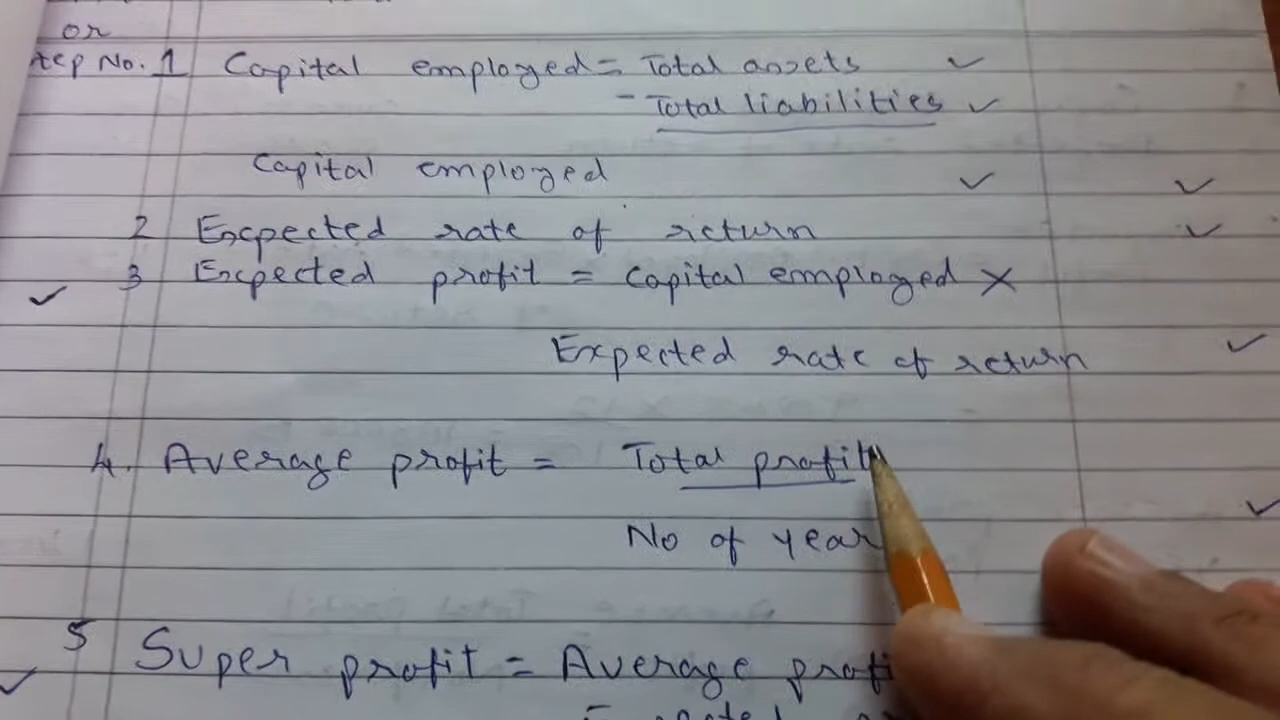 or
tep No. 1 Capital employed = Total assets ✓
- Total liabilities ✓
Capital employed ✓ ✓
2 Expected rate of return ✓
3 Expected profit = Capital employed ×
✓
Expected rate of return ✓
4. Average profit = Total profit
✓
No of year
5 Super profit = Average profi
✓